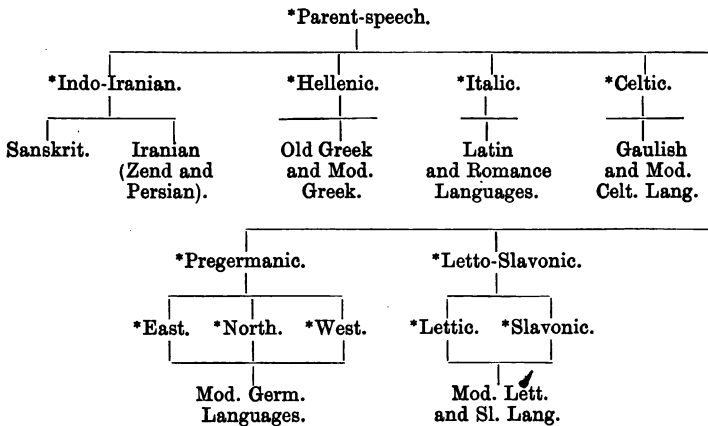 *Parent-speech.
*Indo-Iranian. *Hellenic. *Italic. *Celtic.
Sanskrit. Iranian (Zend and Persian).
Old Greek and Mod. Greek.
Latin and Romance Languages.
Gaulish and Mod. Celt. Lang.
*Pregermanic. *Letto-Slavonic.
*East. *North. *West. *Lettic. *Slavonic.
Mod. Germ. Languages.
Mod. Lett. and Sl. Lang.